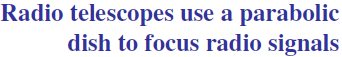 Radio telescopes use a parabolic
dish to focus radio signals